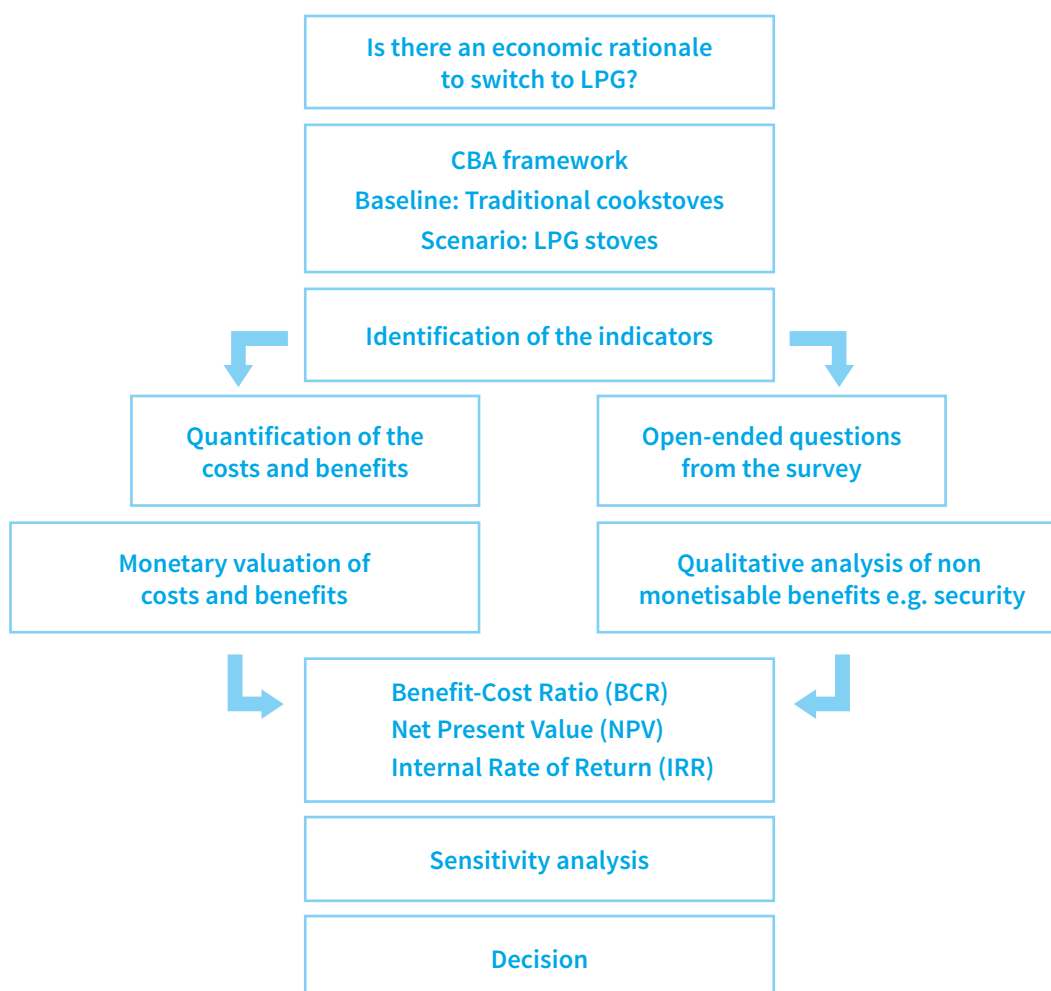 Is there an economic rationale
to switch to LPG?
CBA framework
Baseline: Traditional cookstoves
Scenario: LPG stoves
Identification of the indicators
Quantification of the
costs and benefits
Open-ended questions
from the survey
Monetary valuation of
costs and benefits
Qualitative analysis of non
monetisable benefits e.g. security
Benefit-Cost Ratio (BCR)
Net Present Value (NPV)
Internal Rate of Return (IRR)
Sensitivity analysis
Decision